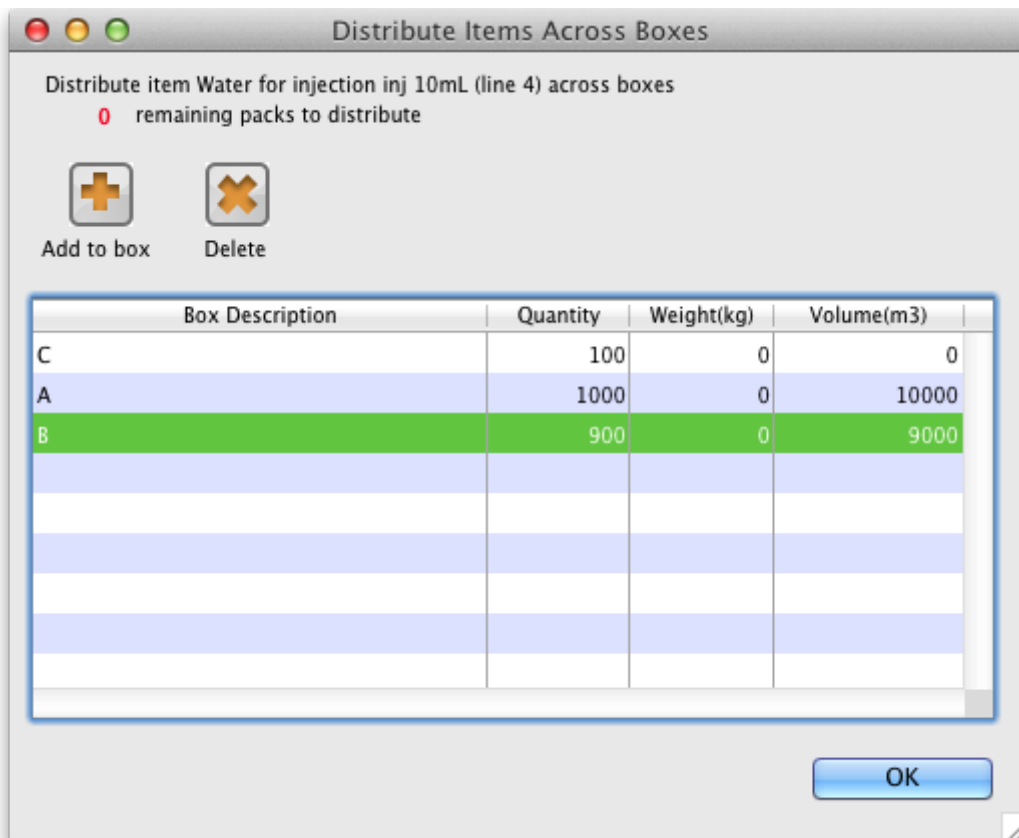 Distribute Items Across Boxes
Distribute item Water for injection inj 10mL (line 4) across boxes
0 remaining packs to distribute
Add to box Delete
Box Description Quantity Weight(kg) Volume(m3)
C 100 0 0
A 1000 0 10000
B 900 0 9000
OK